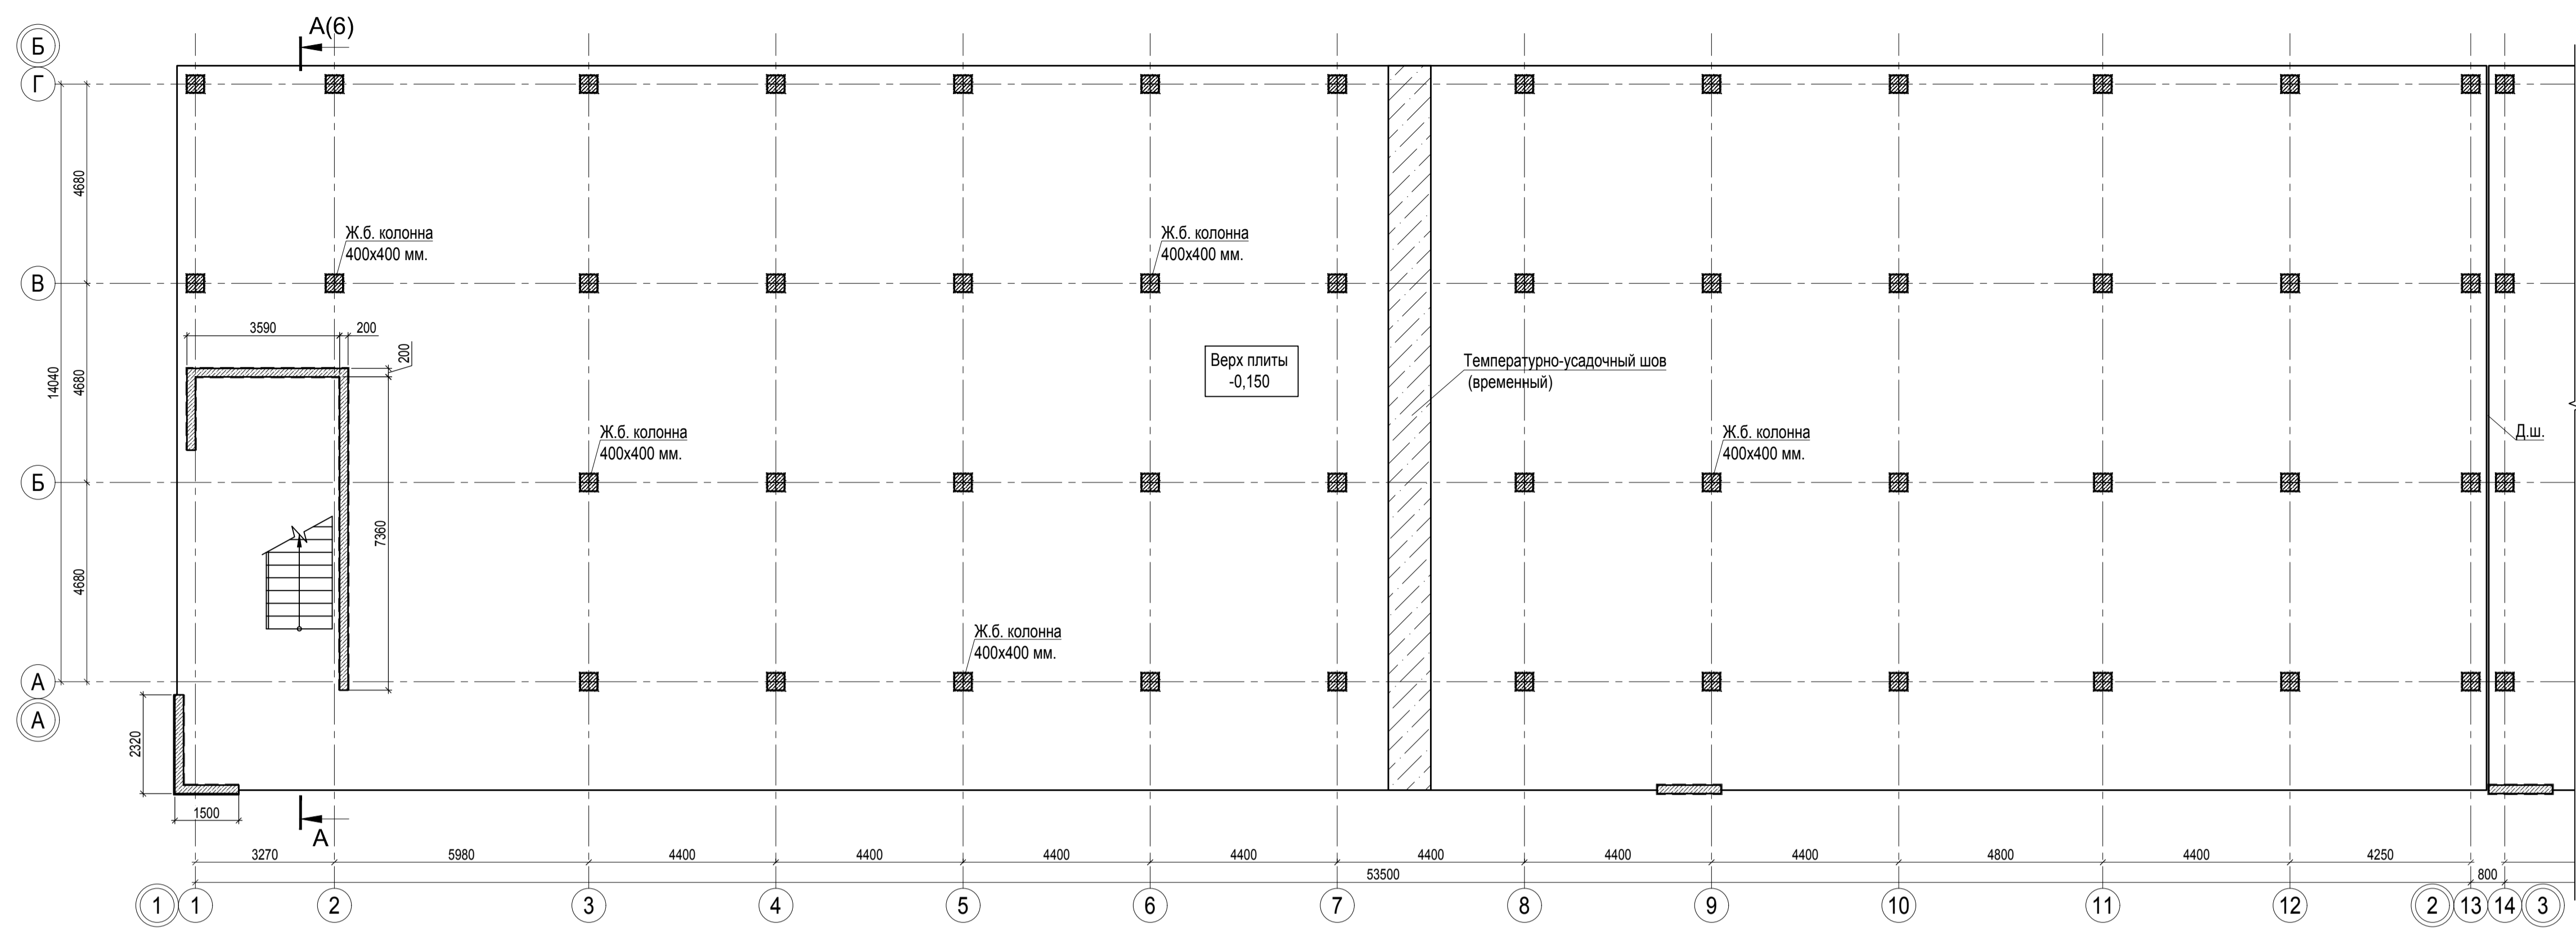 А(6)
Б
Г
4680
Ж.б. колонна
400х400 мм.
Ж.б. колонна
400х400 мм.
В
3590
200
200
Верх плиты
-0,150
Температурно-усадочный шов
(временный)
14040
4680
Ж.б. колонна
400х400 мм.
Ж.б. колонна
400х400 мм.
Д.ш.
Б
7360
4680
Ж.б. колонна
400х400 мм.
А
А
2320
1500
А
3270
5980
4400
4400
4400
4400
4400
4400
4400
4800
4400
4250
53500
800
1
1
2
3
4
5
6
7
8
9
10
11
12
2
13
14
3